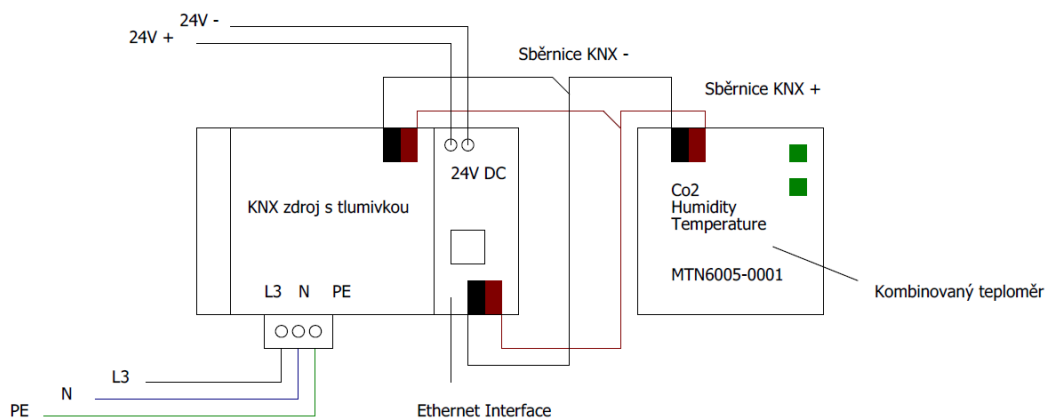 24V -
24V +
Sběrnice KNX -
Sběrnice KNX +
24V DC
KNX zdroj s tlumivkou
Co2
Humidity
Temperature
MTN6005-0001
L3 N PE
Kombinovaný teploměr
L3
N
PE
Ethernet Interface